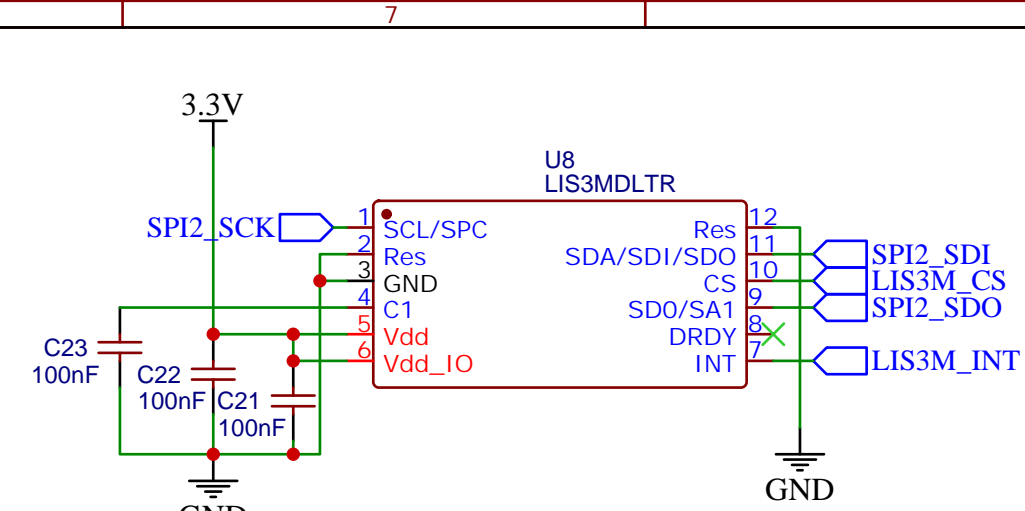 7
3.3V
U8
LIS3MDLTR
SPI2_SCK
1
SCL/SPC
2
Res
3
GND
4
C1
5
Vdd
6
Vdd_IO
12
Res
11
SDA/SDI/SDO
SPI2_SDI
10
CS
LIS3M_CS
9
SDO/SA1
SPI2_SDO
8
DRDY
7
INT
LIS3M_INT
C23
100nF
C22
100nF
C21
100nF
GND
GND